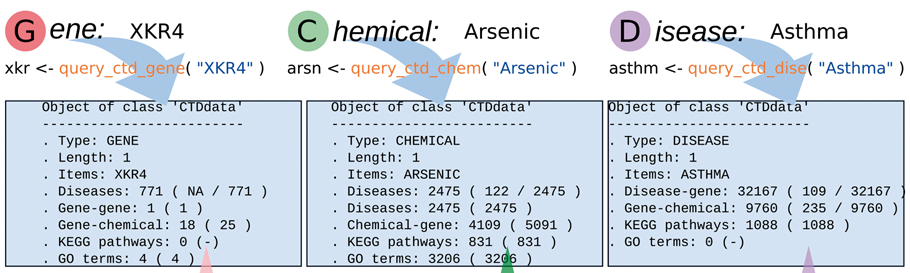 Gene: XKR4
xkr <- query_ctd_gene( "XKR4" )
Object of class 'CTDdata'
-------------------------
. Type: GENE
. Length: 1
. Items: XKR4
. Diseases: 771 ( NA / 771 )
. Gene-gene: 1 ( 1 )
. Gene-chemical: 18 ( 25 )
. KEGG pathways: 0 (-)
. GO terms: 4 ( 4 )
Chemical: Arsenic
arsn <- query_ctd_chem( "Arsenic" )
Object of class 'CTDdata'
-------------------------
. Type: CHEMICAL
. Length: 1
. Items: ARSENIC
. Diseases: 2475 ( 122 / 2475 )
. Diseases: 2475 ( 2475 )
. Chemical-gene: 4109 ( 5091 )
. KEGG pathways: 831 ( 831 )
. GO terms: 3206 ( 3206 )
Disease: Asthma
asthm <- query_ctd_dise( "Asthma" )
Object of class 'CTDdata'
-------------------------
. Type: DISEASE
. Length: 1
. Items: ASTHMA
. Disease-gene: 32167 ( 109 / 32167 )
. Gene-chemical: 9760 ( 235 / 9760 )
. KEGG pathways: 1088 ( 1088 )
. GO terms: 0 (-)